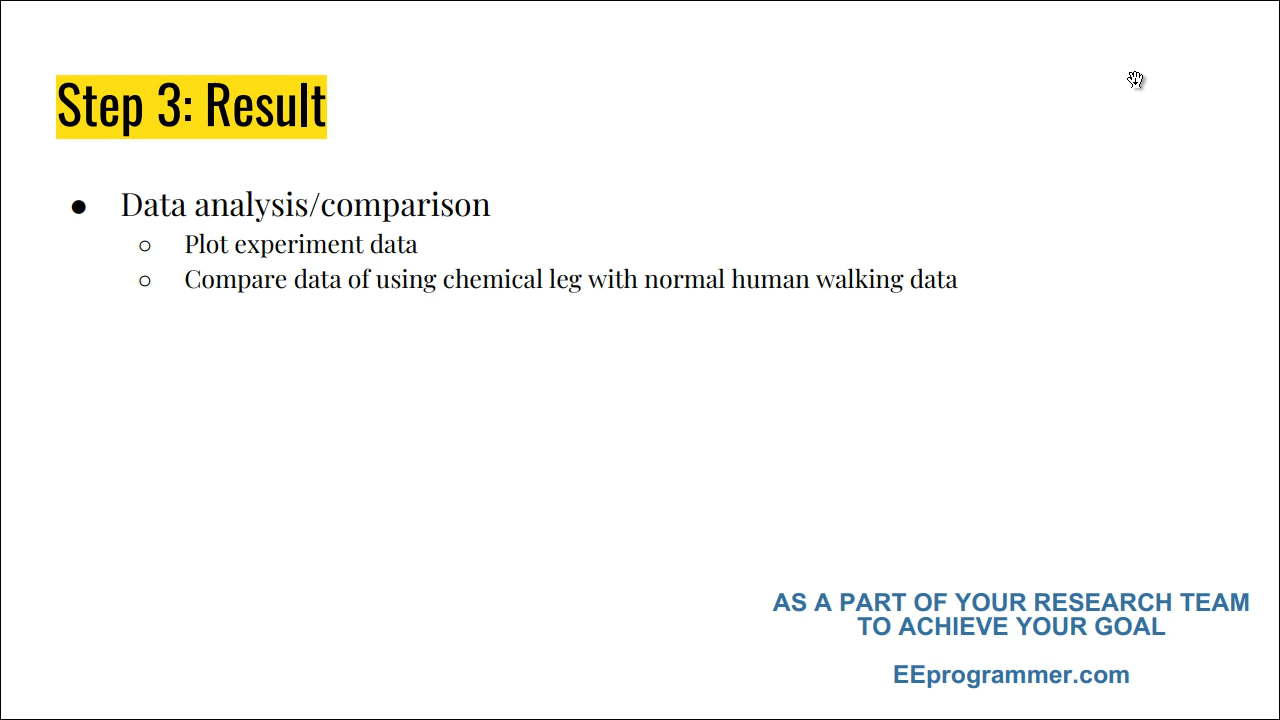 Step 3: Result
● Data analysis/comparison
○ Plot experiment data
○ Compare data of using chemical leg with normal human walking data
AS A PART OF YOUR RESEARCH TEAM
TO ACHIEVE YOUR GOAL
EEprogrammer.com